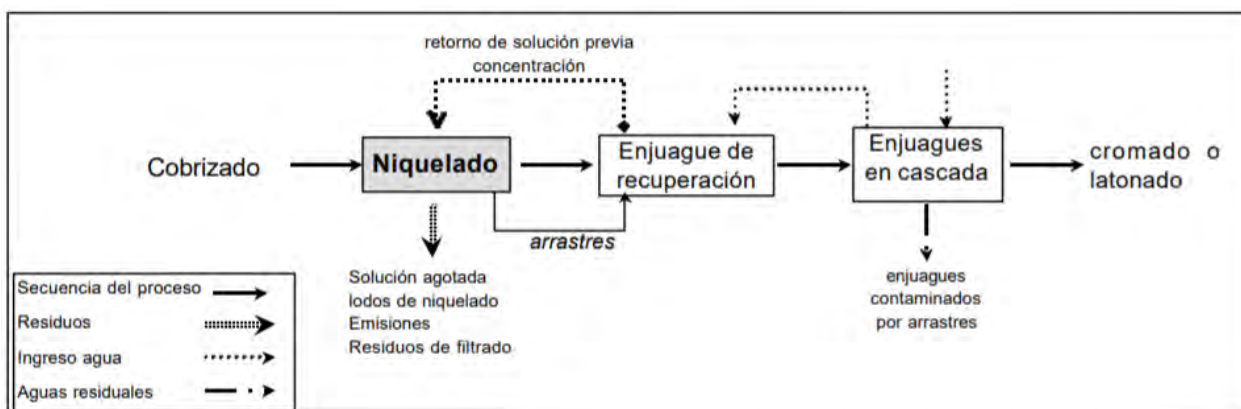 retorno de solución previa
concentración
Cobrizado
Niquelado
Enjuague de
recuperación
Enjuagues
en cascada
cromado o
latonado
arrastres
Solución agotada
lodos de niquelado
Emisiones
Residuos de filtrado
enjuagues
contaminados
por arrastres
Secuencia del proceso
Residuos
Ingreso agua
Aguas residuales